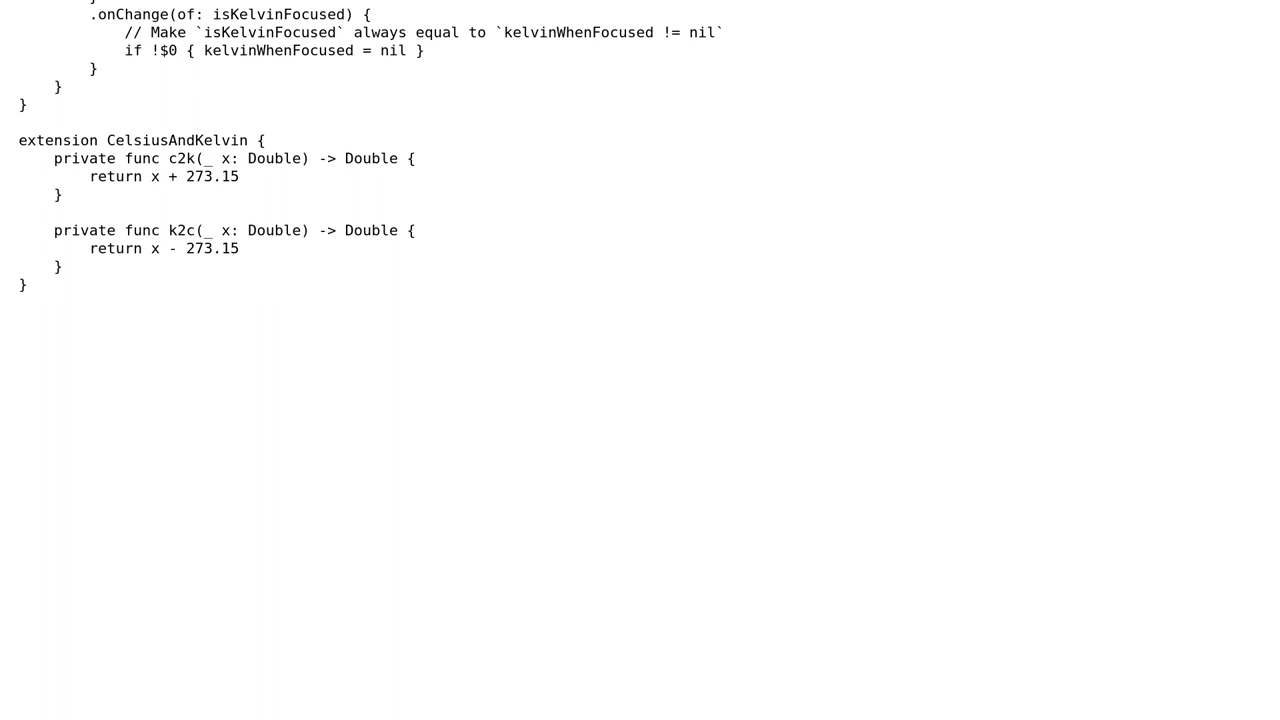 }
.onChange(of: isKelvinFocused) {
// Make `isKelvinFocused` always equal to `kelvinWhenFocused != nil`
if !$0 { kelvinWhenFocused = nil }
}
}
}
extension CelsiusAndKelvin {
private func c2k(_ x: Double) -> Double {
return x + 273.15
}
private func k2c(_ x: Double) -> Double {
return x - 273.15
}
}